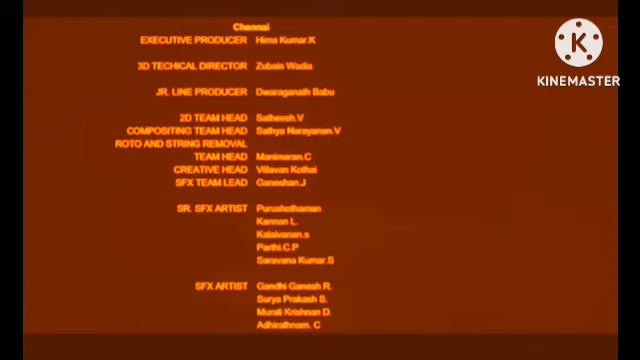 Chennai
EXECUTIVE PRODUCER Hima Kumar.K
3D TECHICAL DIRECTOR Zubain Wadia
JR. LINE PRODUCER Dwaraganath Babu
2D TEAM HEAD Satheesh.V
COMPOSITING TEAM HEAD Sathya Narayanan.V
ROTO AND STRING REMOVAL
TEAM HEAD Manimaran.C
CREATIVE HEAD Villavan Kothai
SFX TEAM LEAD Ganeshan.J
SR. SFX ARTIST Purushothaman
Kannan L.
Kalaivanan.s
Parthi.C.P
Saravana Kumar.S
SFX ARTIST Gandhi Ganesh R.
Surya Prakash S.
Murali Krishnan D.
Adhirathnam. C
K
KINEMASTER